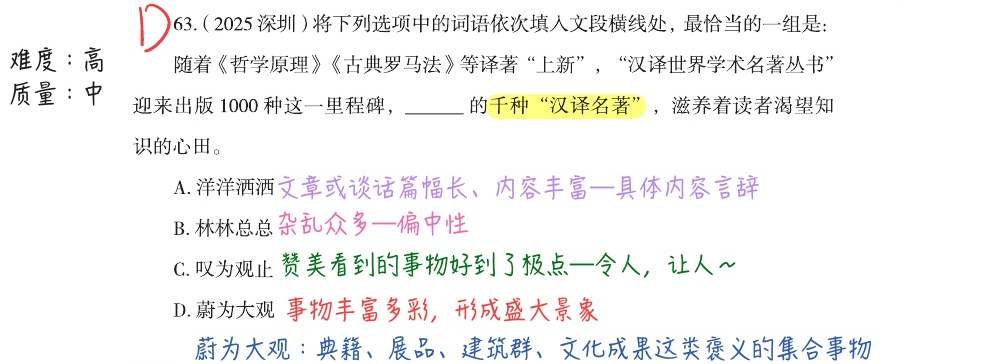 D 63.（2025 深圳）将下列选项中的词语依次填入文段横线处，最恰当的一组是：
难度：高
随着《哲学原理》《古典罗马法》等译著“上新”，“汉译世界学术名著丛书”
质量：中
迎来出版 1000 种这一里程碑，______的千种“汉译名著”，滋养着读者渴望知
识的心田。
A. 洋洋洒洒 文章或谈话篇幅长、内容丰富—具体内容言辞
B. 林林总总 杂乱众多—偏中性
C. 叹为观止 赞美看到的事物好到了极点—令人，让人~
D. 蔚为大观 事物丰富多彩，形成盛大景象
蔚为大观：典籍、展品、建筑群、文化成果这类褒义的集合事物